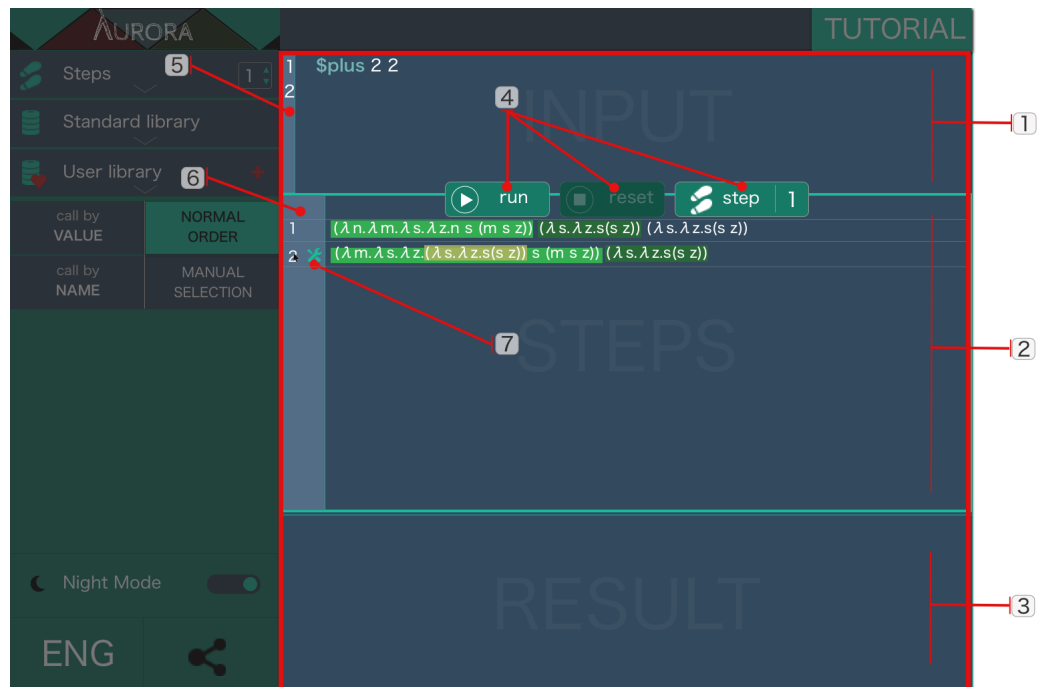 AURORA
TUTORIAL
Steps
1
Standard library
User library
+
call by
VALUE
NORMAL
ORDER
call by
NAME
MANUAL
SELECTION
Night Mode
ENG
1 $plus 2 2
2
INPUT
run
reset
step 1
1 (λn.λm.λs.λz.n s (m s z)) (λs.λz.s(s z)) (λs.λz.s(s z))
2 (λm.λs.λz.(λs.λz.s(s z)) s (m s z)) (λs.λz.s(s z))
STEPS
RESULT
1
2
3
4
5
6
7